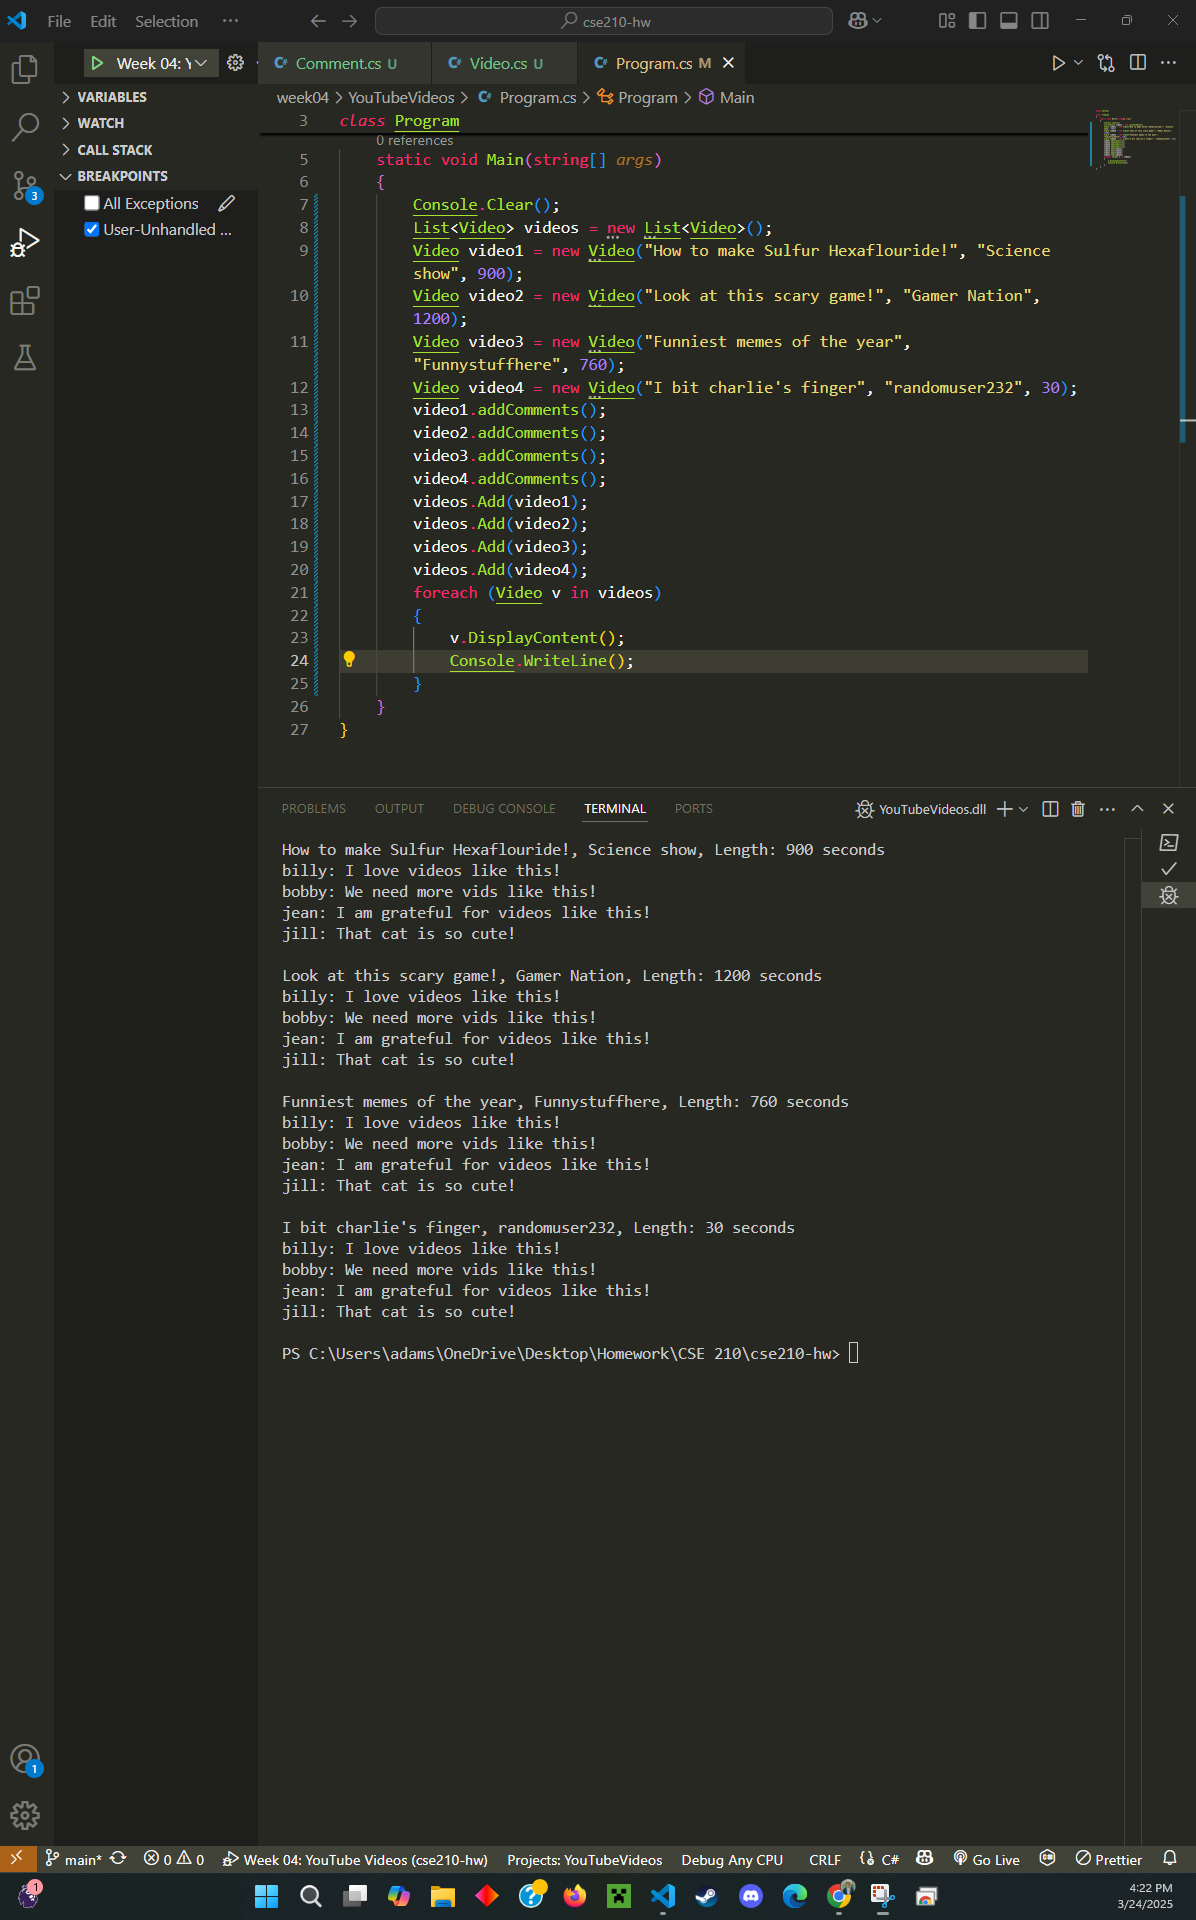 File Edit Selection ··· cse210-hw
Week 04: Y Comment.cs U Video.cs U Program.cs M
VARIABLES
WATCH
CALL STACK
BREAKPOINTS
All Exceptions
User-Unhandled ...
3
1
week04 > YouTubeVideos > Program.cs > Program > Main
3 class Program
0 references
5 static void Main(string[] args)
6 {
7 Console.Clear();
8 List<Video> videos = new List<Video>();
9 Video video1 = new Video("How to make Sulfur Hexaflouride!", "Science
show", 900);
10 Video video2 = new Video("Look at this scary game!", "Gamer Nation",
1200);
11 Video video3 = new Video("Funniest memes of the year",
"Funnystuffhere", 760);
12 Video video4 = new Video("I bit charlie's finger", "randomuser232", 30);
13 video1.addComments();
14 video2.addComments();
15 video3.addComments();
16 video4.addComments();
17 videos.Add(video1);
18 videos.Add(video2);
19 videos.Add(video3);
20 videos.Add(video4);
21 foreach (Video v in videos)
22 {
23 v.DisplayContent();
24 Console.WriteLine();
25 }
26 }
27 }
PROBLEMS OUTPUT DEBUG CONSOLE TERMINAL PORTS YouTubeVideos.dll
How to make Sulfur Hexaflouride!, Science show, Length: 900 seconds
billy: I love videos like this!
bobby: We need more vids like this!
jean: I am grateful for videos like this!
jill: That cat is so cute!
Look at this scary game!, Gamer Nation, Length: 1200 seconds
billy: I love videos like this!
bobby: We need more vids like this!
jean: I am grateful for videos like this!
jill: That cat is so cute!
Funniest memes of the year, Funnystuffhere, Length: 760 seconds
billy: I love videos like this!
bobby: We need more vids like this!
jean: I am grateful for videos like this!
jill: That cat is so cute!
I bit charlie's finger, randomuser232, Length: 30 seconds
billy: I love videos like this!
bobby: We need more vids like this!
jean: I am grateful for videos like this!
jill: That cat is so cute!
PS C:\Users\adams\OneDrive\Desktop\Homework\CSE 210\cse210-hw>
main* 0 0 Week 04: YouTube Videos (cse210-hw) Projects: YouTubeVideos Debug Any CPU CRLF {} C# Go Live Prettier
1
4:22 PM
3/24/2025